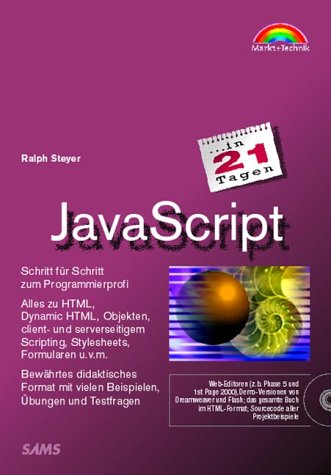 Markt+Technik
Ralph Steyer
...in
21
Tagen
JavaScript
Schritt für Schritt
zum Programmierprofi
Alles zu HTML,
Dynamic HTML, Objekten,
client- und serverseitigem
Scripting, Stylesheets,
Formularen u.v.m.
Bewährtes didaktisches
Format mit vielen Beispielen,
Übungen und Testfragen
Web-Editoren (z.b. Phase 5 und
1st Page 2000), Demo-Versionen von
Dreamweaver und Flash; das gesamte Buch
im HTML-Format; Sourcecode aller
Projektbeispiele
SAMS